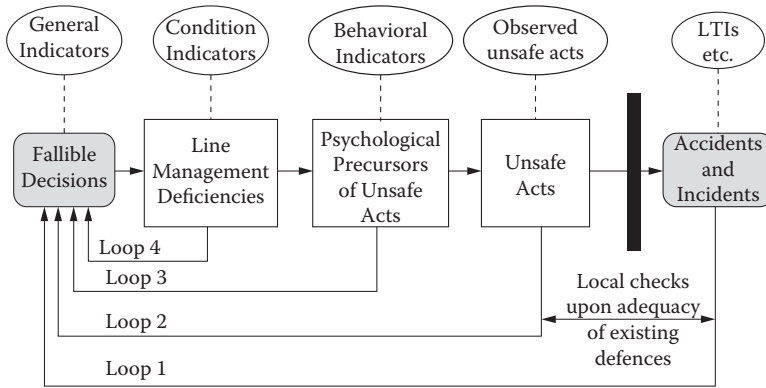 General
Indicators
Condition
Indicators
Behavioral
Indicators
Observed
unsafe acts
LTIs
etc.
Fallible
Decisions
Line
Management
Deficiencies
Psychological
Precursors
of Unsafe
Acts
Unsafe
Acts
Accidents
and
Incidents
Loop 4
Loop 3
Loop 2
Loop 1
Local checks
upon adequacy
of existing
defences